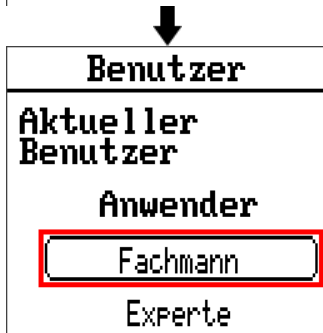 Benutzer
Aktueller
Benutzer
Anwender
Fachmann
Experte